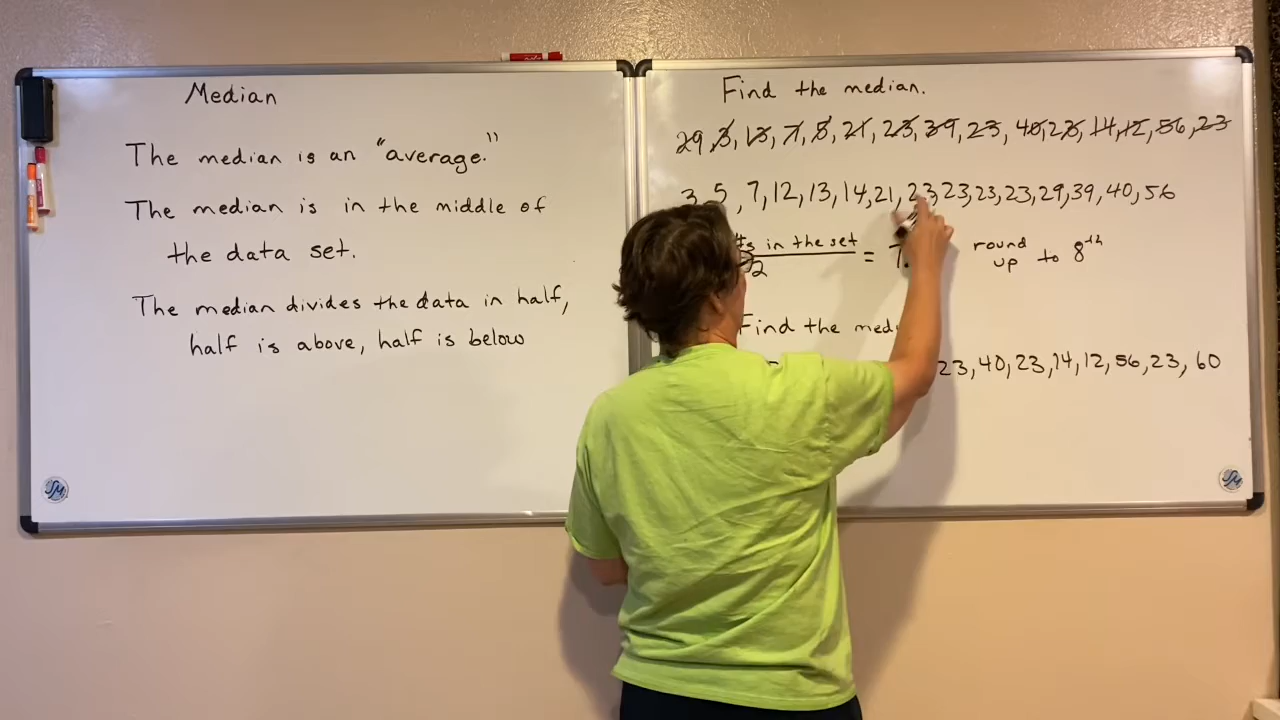 Median
The median is an "average."
The median is in the middle of
the data set.
The median divides the data in half,
half is above, half is below
Find the median.
29, 3, 13, 7, 5, 21, 23, 39, 23, 40, 23, 14, 12, 56, 23
3, 5, 7, 12, 13, 14, 21, 23, 23, 23, 23, 29, 39, 40, 56
in the set
2
= 7.
round
up to 8th
Find the
23, 40, 23, 14, 12, 56, 23, 60